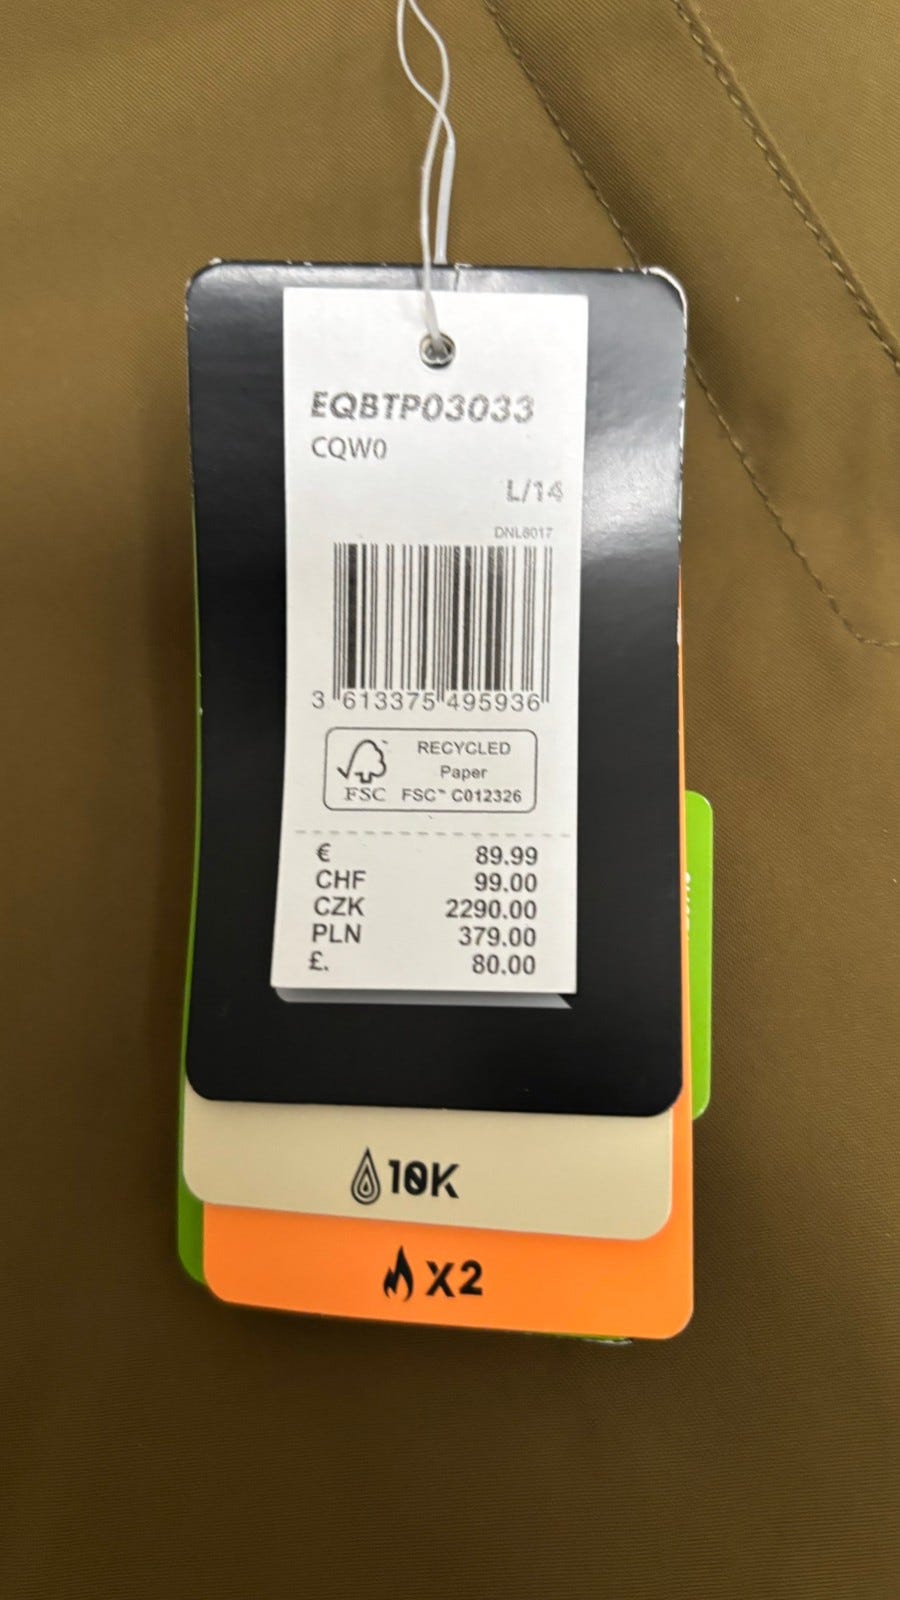 EQBTP03033
CQW0
L/14
DNL8017
3 613375 495936
RECYCLED
Paper
FSC FSC™ C012326
€ 89.99
CHF 99.00
CZK 2290.00
PLN 379.00
£. 80.00
10K
X2